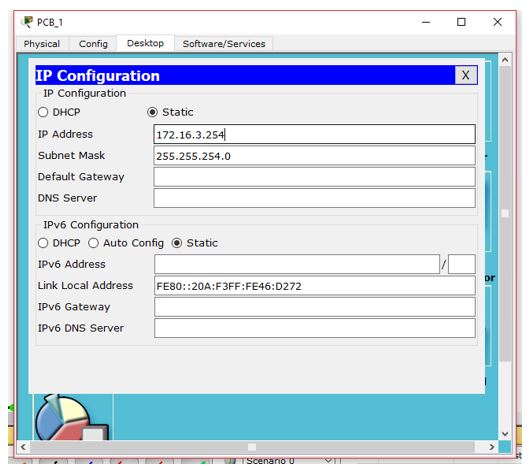 PCB_1
Physical Config Desktop Software/Services
IP Configuration X
IP Configuration
DHCP Static
IP Address 172.16.3.254
Subnet Mask 255.255.254.0
Default Gateway
DNS Server
IPv6 Configuration
DHCP Auto Config Static
IPv6 Address /
Link Local Address FE80::20A:F3FF:FE46:D272
IPv6 Gateway
IPv6 DNS Server
or
Scenario 0